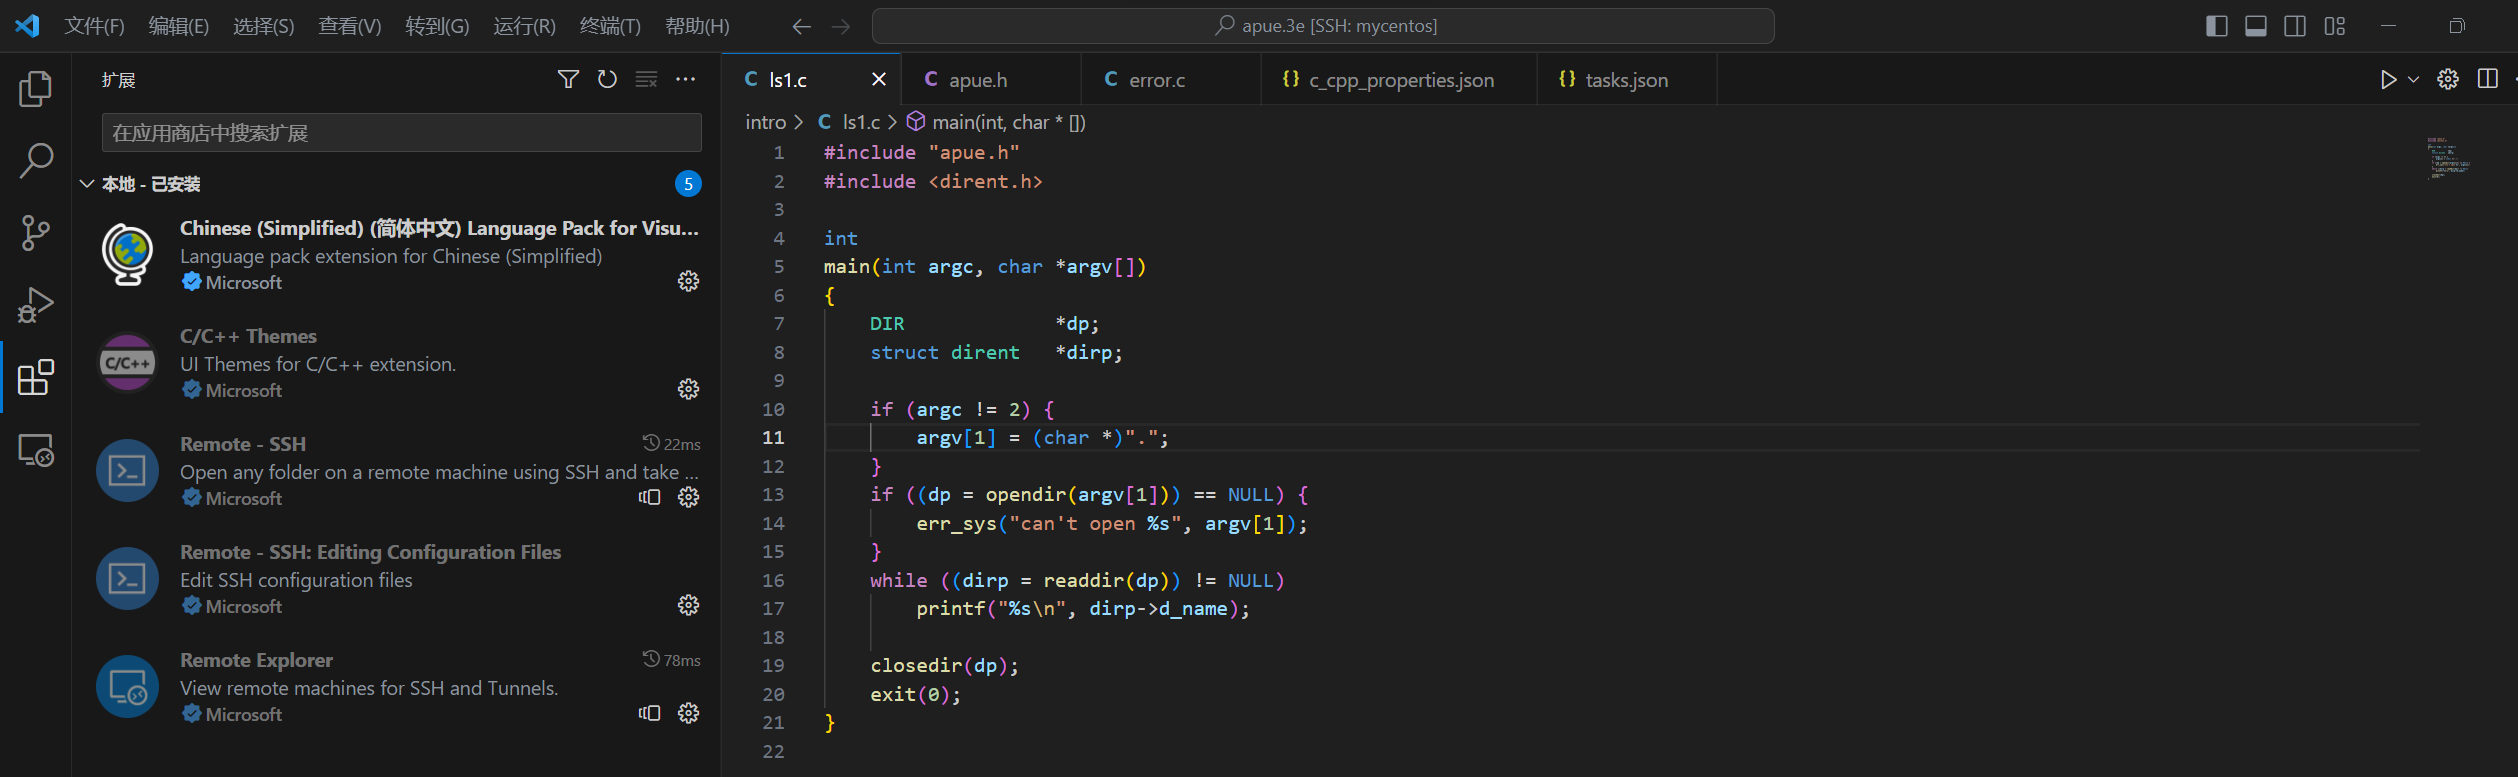 文件(F) 编辑(E) 选择(S) 查看(V) 转到(G) 运行(R) 终端(T) 帮助(H) apue.3e [SSH: mycentos]
扩展
在应用商店中搜索扩展
本地 - 已安装 5
Chinese (Simplified) (简体中文) Language Pack for Visu...
Language pack extension for Chinese (Simplified)
Microsoft
C/C++ Themes
C/C++
UI Themes for C/C++ extension.
Microsoft
Remote - SSH 22ms
Open any folder on a remote machine using SSH and take ...
Microsoft
Remote - SSH: Editing Configuration Files
Edit SSH configuration files
Microsoft
Remote Explorer 78ms
View remote machines for SSH and Tunnels.
Microsoft
C ls1.c C apue.h C error.c {} c_cpp_properties.json {} tasks.json
intro > C ls1.c > main(int, char * [])
1 #include "apue.h"
2 #include <dirent.h>
3
4 int
5 main(int argc, char *argv[])
6 {
7 DIR *dp;
8 struct dirent *dirp;
9
10 if (argc != 2) {
11 argv[1] = (char *)".";
12 }
13 if ((dp = opendir(argv[1])) == NULL) {
14 err_sys("can't open %s", argv[1]);
15 }
16 while ((dirp = readdir(dp)) != NULL)
17 printf("%s\n", dirp->d_name);
18
19 closedir(dp);
20 exit(0);
21 }
22